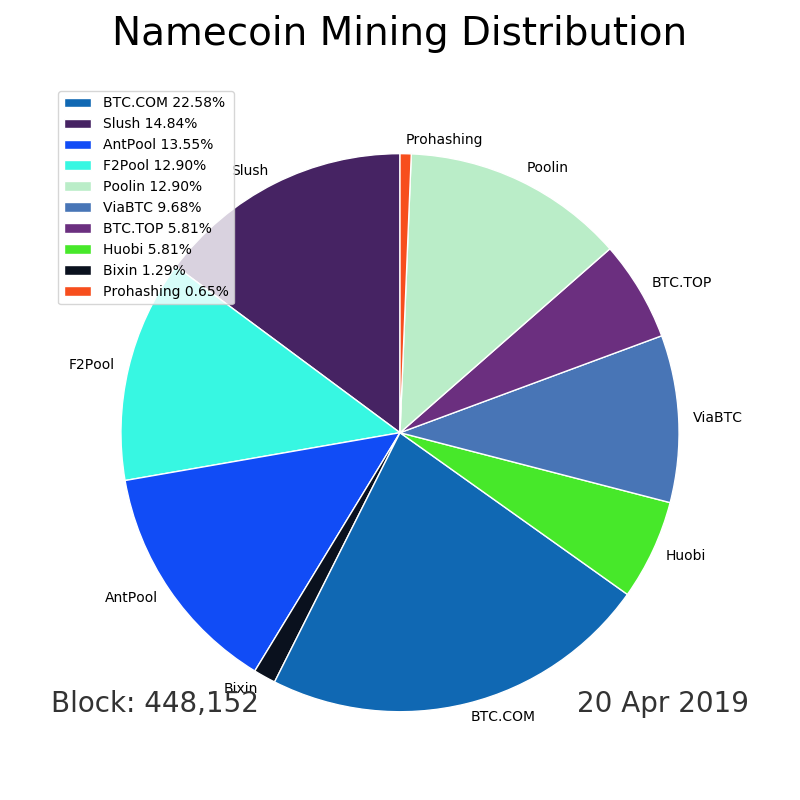 Namecoin Mining Distribution
BTC.COM 22.58%
Slush 14.84%
AntPool 13.55%
F2Pool 12.90%
Poolin 12.90%
ViaBTC 9.68%
BTC.TOP 5.81%
Huobi 5.81%
Bixin 1.29%
Prohashing 0.65%
Prohashing
Slush
Poolin
BTC.TOP
F2Pool
ViaBTC
Huobi
AntPool
Bixin
BTC.COM
Block: 448,152
20 Apr 2019